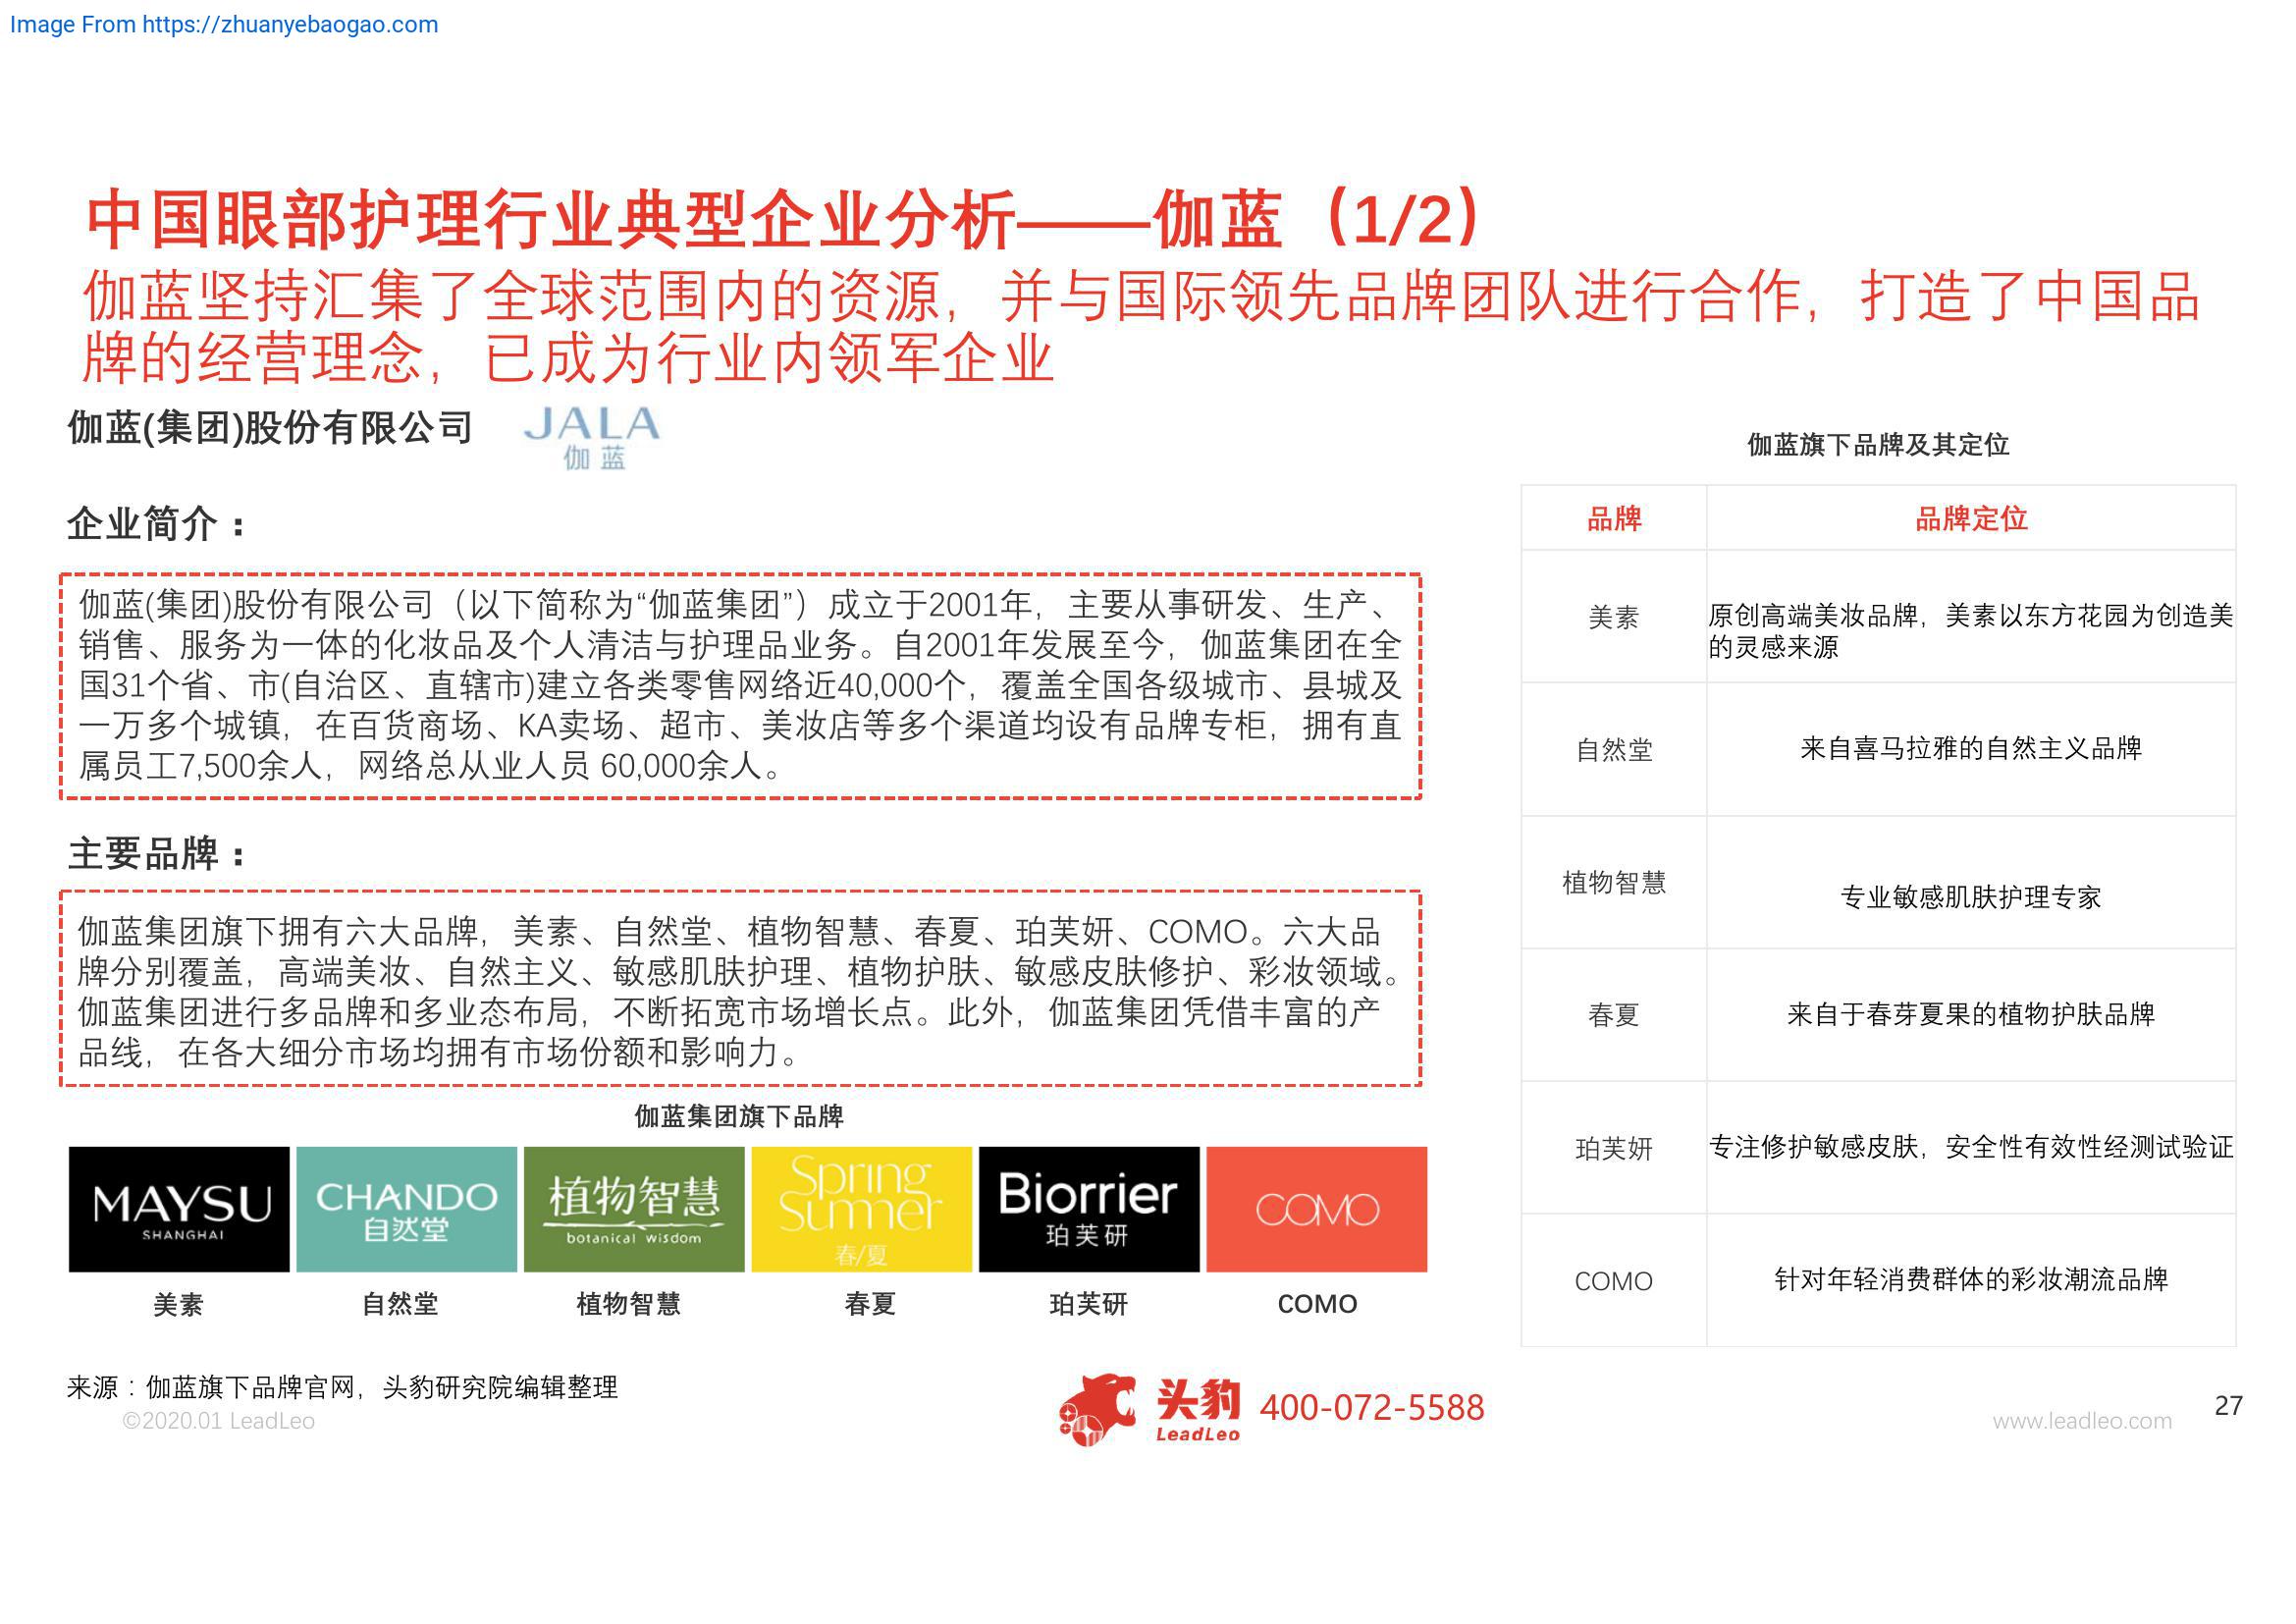 Image From https://zhuanyebaogao.com
中国眼部护理行业典型企业分析——伽蓝（1/2）
伽蓝坚持汇集了全球范围内的资源，并与国际领先品牌团队进行合作，打造了中国品
牌的经营理念，已成为行业内领军企业
伽蓝(集团)股份有限公司
JALA
伽蓝
企业简介：
伽蓝(集团)股份有限公司（以下简称为“伽蓝集团”）成立于2001年，主要从事研发、生产、
销售、服务为一体的化妆品及个人清洁与护理品业务。自2001年发展至今，伽蓝集团在全
国31个省、市(自治区、直辖市)建立各类零售网络近40,000个，覆盖全国各级城市、县城及
一万多个城镇，在百货商场、KA卖场、超市、美妆店等多个渠道均设有品牌专柜，拥有直
属员工7,500余人，网络总从业人员 60,000余人。
主要品牌：
伽蓝集团旗下拥有六大品牌，美素、自然堂、植物智慧、春夏、珀芙妍、COMO。六大品
牌分别覆盖，高端美妆、自然主义、敏感肌肤护理、植物护肤、敏感皮肤修护、彩妆领域。
伽蓝集团进行多品牌和多业态布局，不断拓宽市场增长点。此外，伽蓝集团凭借丰富的产
品线，在各大细分市场均拥有市场份额和影响力。
伽蓝集团旗下品牌
MAYSU
SHANGHAI
CHANDO
自然堂
植物智慧
botanical wisdom
Spring
Summer
春/夏
Biorrier
珀芙研
COMO
美素
自然堂
植物智慧
春夏
珀芙研
COMO
伽蓝旗下品牌及其定位
品牌 品牌定位
美素 原创高端美妆品牌，美素以东方花园为创造美
的灵感来源
自然堂 来自喜马拉雅的自然主义品牌
植物智慧 专业敏感肌肤护理专家
春夏 来自于春芽夏果的植物护肤品牌
珀芙妍 专注修护敏感皮肤，安全性有效性经测试验证
COMO 针对年轻消费群体的彩妆潮流品牌
来源：伽蓝旗下品牌官网，头豹研究院编辑整理
©2020.01 LeadLeo
头豹
LeadLeo
400-072-5588
www.leadleo.com
27